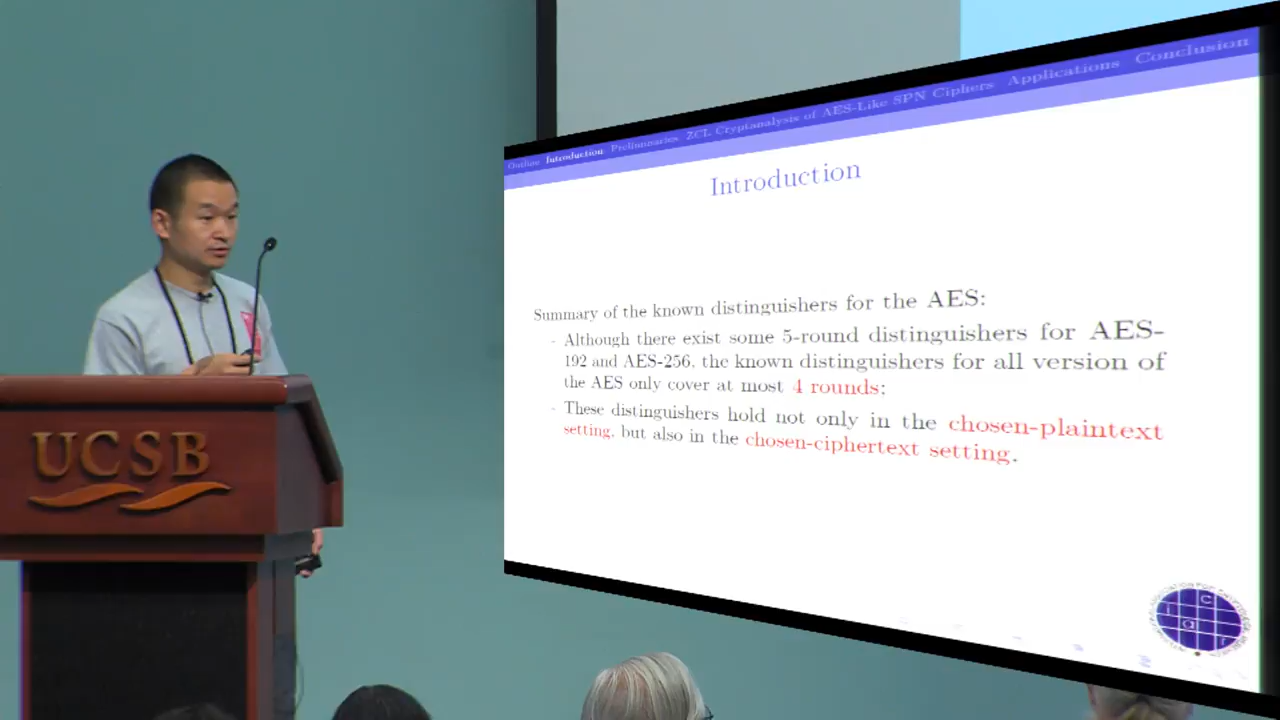 Outline Introduction Preliminaries ZCL Cryptanalysis of AES-Like SPN Ciphers Applications Conclusion
Introduction
Summary of the known distinguishers for the AES:
- Although there exist some 5-round distinguishers for AES-
192 and AES-256, the known distinguishers for all version of
the AES only cover at most 4 rounds;
- These distinguishers hold not only in the chosen-plaintext
setting, but also in the chosen-ciphertext setting.
UCSB
i
a
c
r